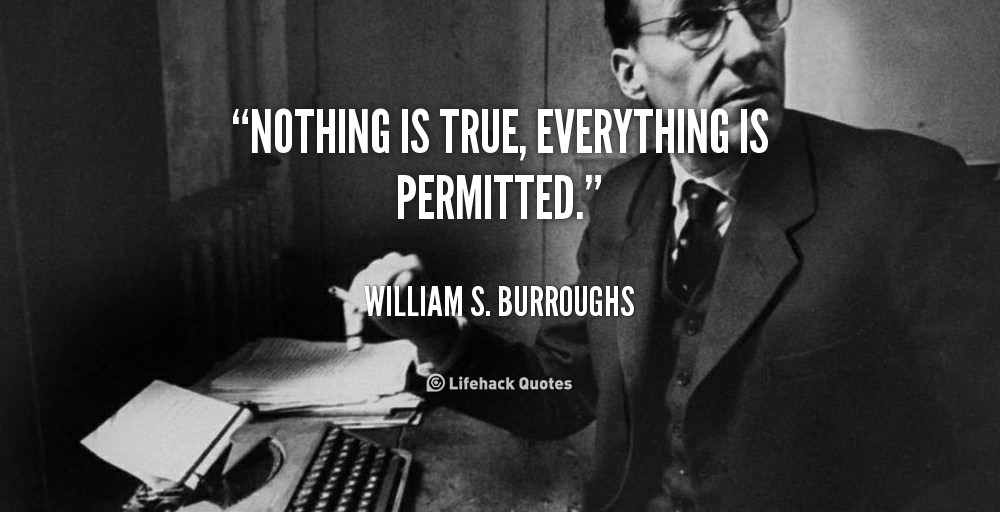 “NOTHING IS TRUE, EVERYTHING IS
PERMITTED.”
WILLIAM S. BURROUGHS
Lifehack Quotes